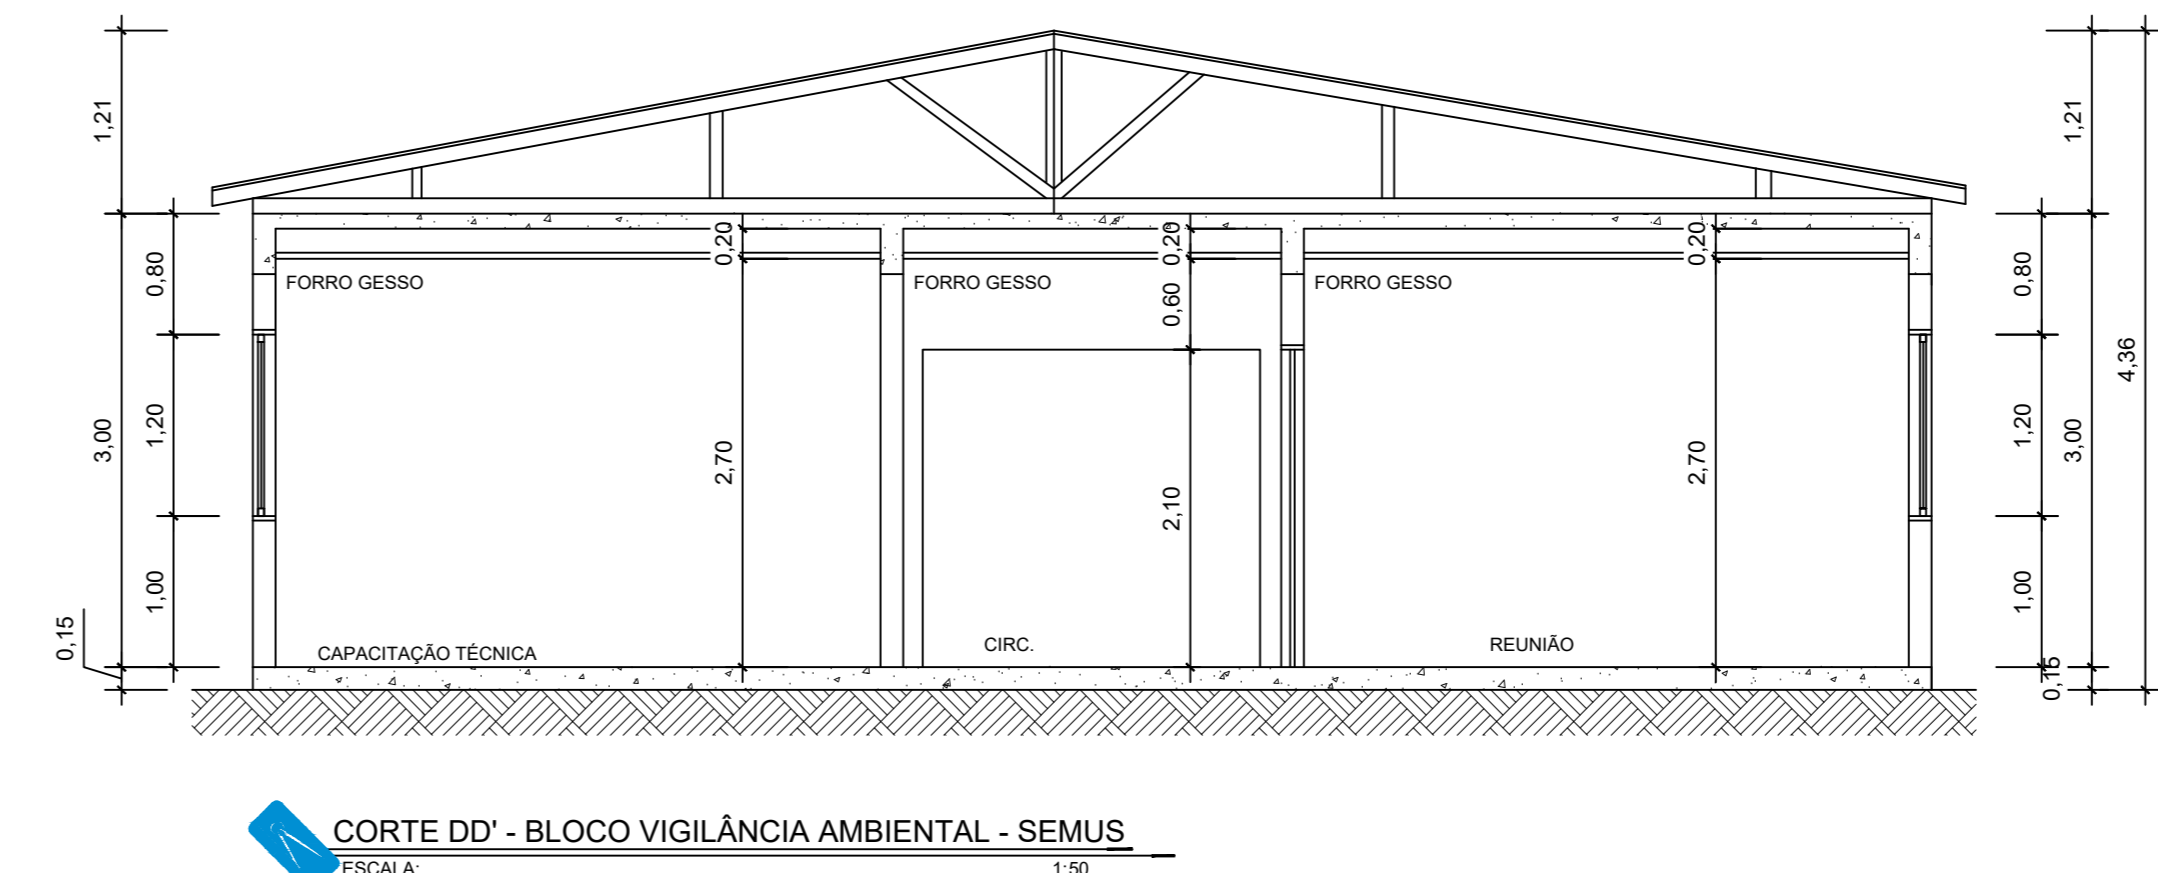 1,21
1,21
0,20
0,20
0,20
0,80
0,80
FORRO GESSO
FORRO GESSO
FORRO GESSO
0,60
4,36
1,20
1,20
3,00
3,00
2,70
2,70
2,10
1,00
1,00
0,15
CAPACITAÇÃO TÉCNICA
CIRC.
REUNIÃO
0,15
CORTE DD' - BLOCO VIGILÂNCIA AMBIENTAL - SEMUS
ESCALA: 1:50